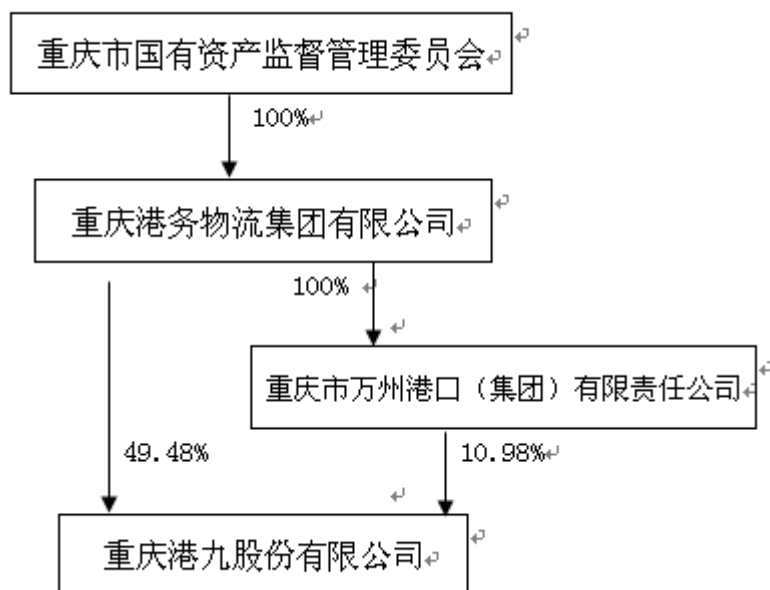 重庆市国有资产监督管理委员会
100%
重庆港务物流集团有限公司
100%
重庆市万州港口（集团）有限责任公司
49.48%
10.98%
重庆港九股份有限公司